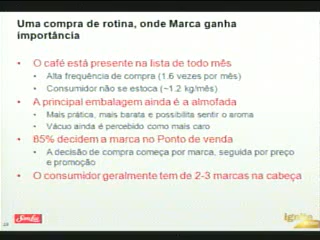 Uma compra de rotina, onde Marca ganha
importância
• O café está presente na lista de todo mês
• Alta frequência de compra (1.6 vezes por mês)
• Consumidor não se estoca (~1.2 kg/mês)
• A principal embalagem ainda é a almofada
• Mais prática, mais barata e possibilita sentir o aroma
• Vácuo ainda é percebido como mais caro
• 85% decidem a marca no Ponto de venda
• A decisão de compra começa por marca, seguida por preço
e promoção
• O consumidor geralmente tem de 2-3 marcas na cabeça